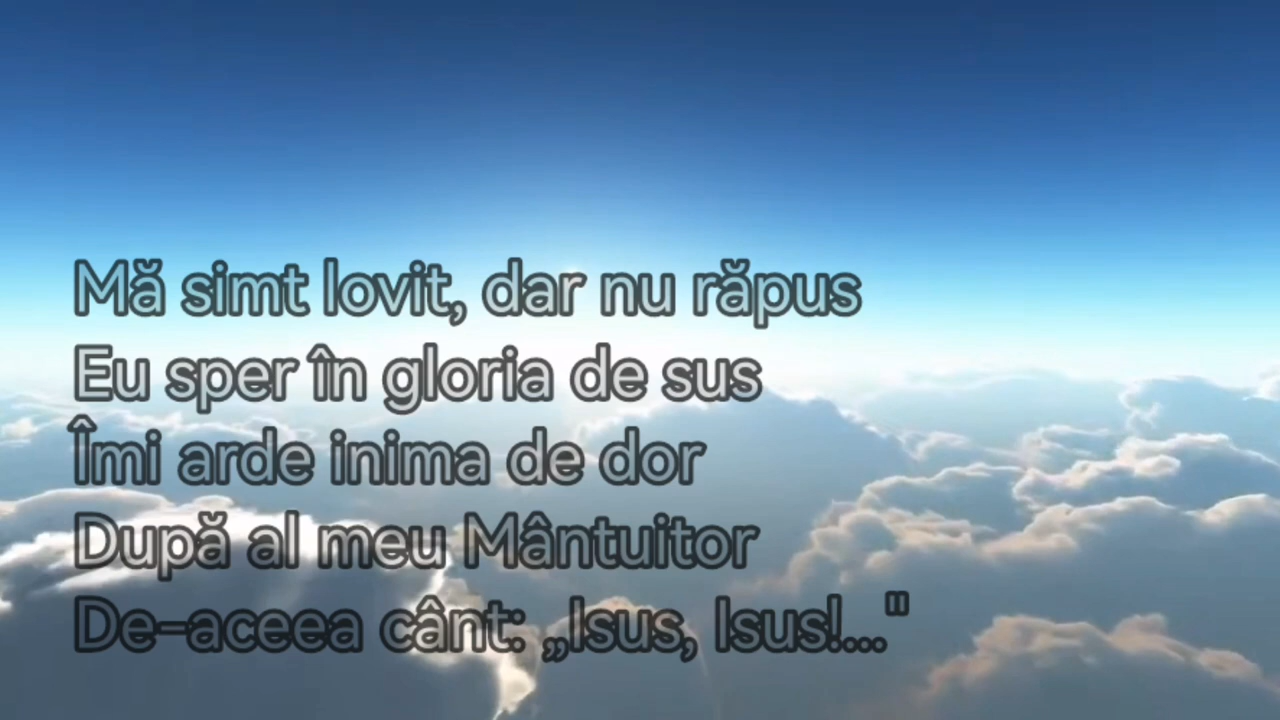 Mă simt lovit, dar nu răpus
Eu sper în gloria de sus
Îmi arde inima de dor
După al meu Mântuitor
De-aceea cânt: „Isus, Isus!..."